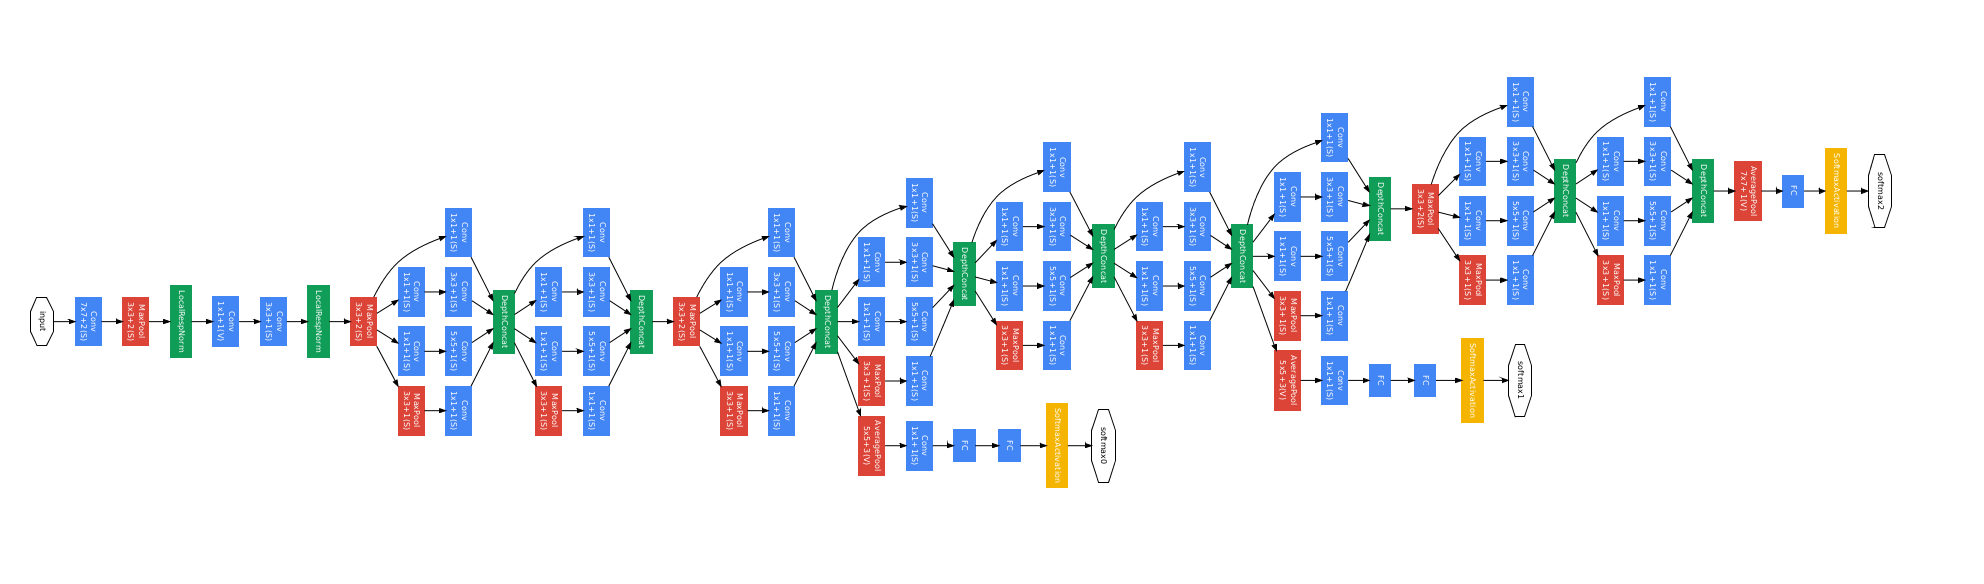 input
Conv
7x7+2(S)
MaxPool
3x3+2(S)
LocalRespNorm
Conv
1x1+1(V)
Conv
3x3+1(S)
LocalRespNorm
MaxPool
3x3+2(S)
Conv
1x1+1(S)
Conv
1x1+1(S)
MaxPool
3x3+1(S)
Conv
1x1+1(S)
Conv
3x3+1(S)
Conv
5x5+1(S)
Conv
1x1+1(S)
DepthConcat
Conv
1x1+1(S)
Conv
1x1+1(S)
MaxPool
3x3+1(S)
Conv
1x1+1(S)
Conv
3x3+1(S)
Conv
5x5+1(S)
Conv
1x1+1(S)
DepthConcat
MaxPool
3x3+2(S)
Conv
1x1+1(S)
Conv
1x1+1(S)
MaxPool
3x3+1(S)
Conv
1x1+1(S)
Conv
3x3+1(S)
Conv
5x5+1(S)
Conv
1x1+1(S)
DepthConcat
Conv
1x1+1(S)
Conv
1x1+1(S)
MaxPool
3x3+1(S)
AveragePool
5x5+3(V)
Conv
1x1+1(S)
Conv
3x3+1(S)
Conv
5x5+1(S)
Conv
1x1+1(S)
Conv
1x1+1(S)
DepthConcat
FC
FC
SoftmaxActivation
softmax0
Conv
1x1+1(S)
Conv
1x1+1(S)
MaxPool
3x3+1(S)
Conv
1x1+1(S)
Conv
3x3+1(S)
Conv
5x5+1(S)
Conv
1x1+1(S)
DepthConcat
Conv
1x1+1(S)
Conv
1x1+1(S)
MaxPool
3x3+1(S)
Conv
1x1+1(S)
Conv
3x3+1(S)
Conv
5x5+1(S)
Conv
1x1+1(S)
DepthConcat
Conv
1x1+1(S)
Conv
1x1+1(S)
MaxPool
3x3+1(S)
AveragePool
5x5+3(V)
Conv
1x1+1(S)
Conv
3x3+1(S)
Conv
5x5+1(S)
Conv
1x1+1(S)
Conv
1x1+1(S)
DepthConcat
FC
FC
SoftmaxActivation
softmax1
MaxPool
3x3+2(S)
Conv
1x1+1(S)
Conv
1x1+1(S)
MaxPool
3x3+1(S)
Conv
1x1+1(S)
Conv
3x3+1(S)
Conv
5x5+1(S)
Conv
1x1+1(S)
DepthConcat
Conv
1x1+1(S)
Conv
1x1+1(S)
MaxPool
3x3+1(S)
Conv
1x1+1(S)
Conv
3x3+1(S)
Conv
5x5+1(S)
Conv
1x1+1(S)
DepthConcat
AveragePool
7x7+1(V)
FC
SoftmaxActivation
softmax2